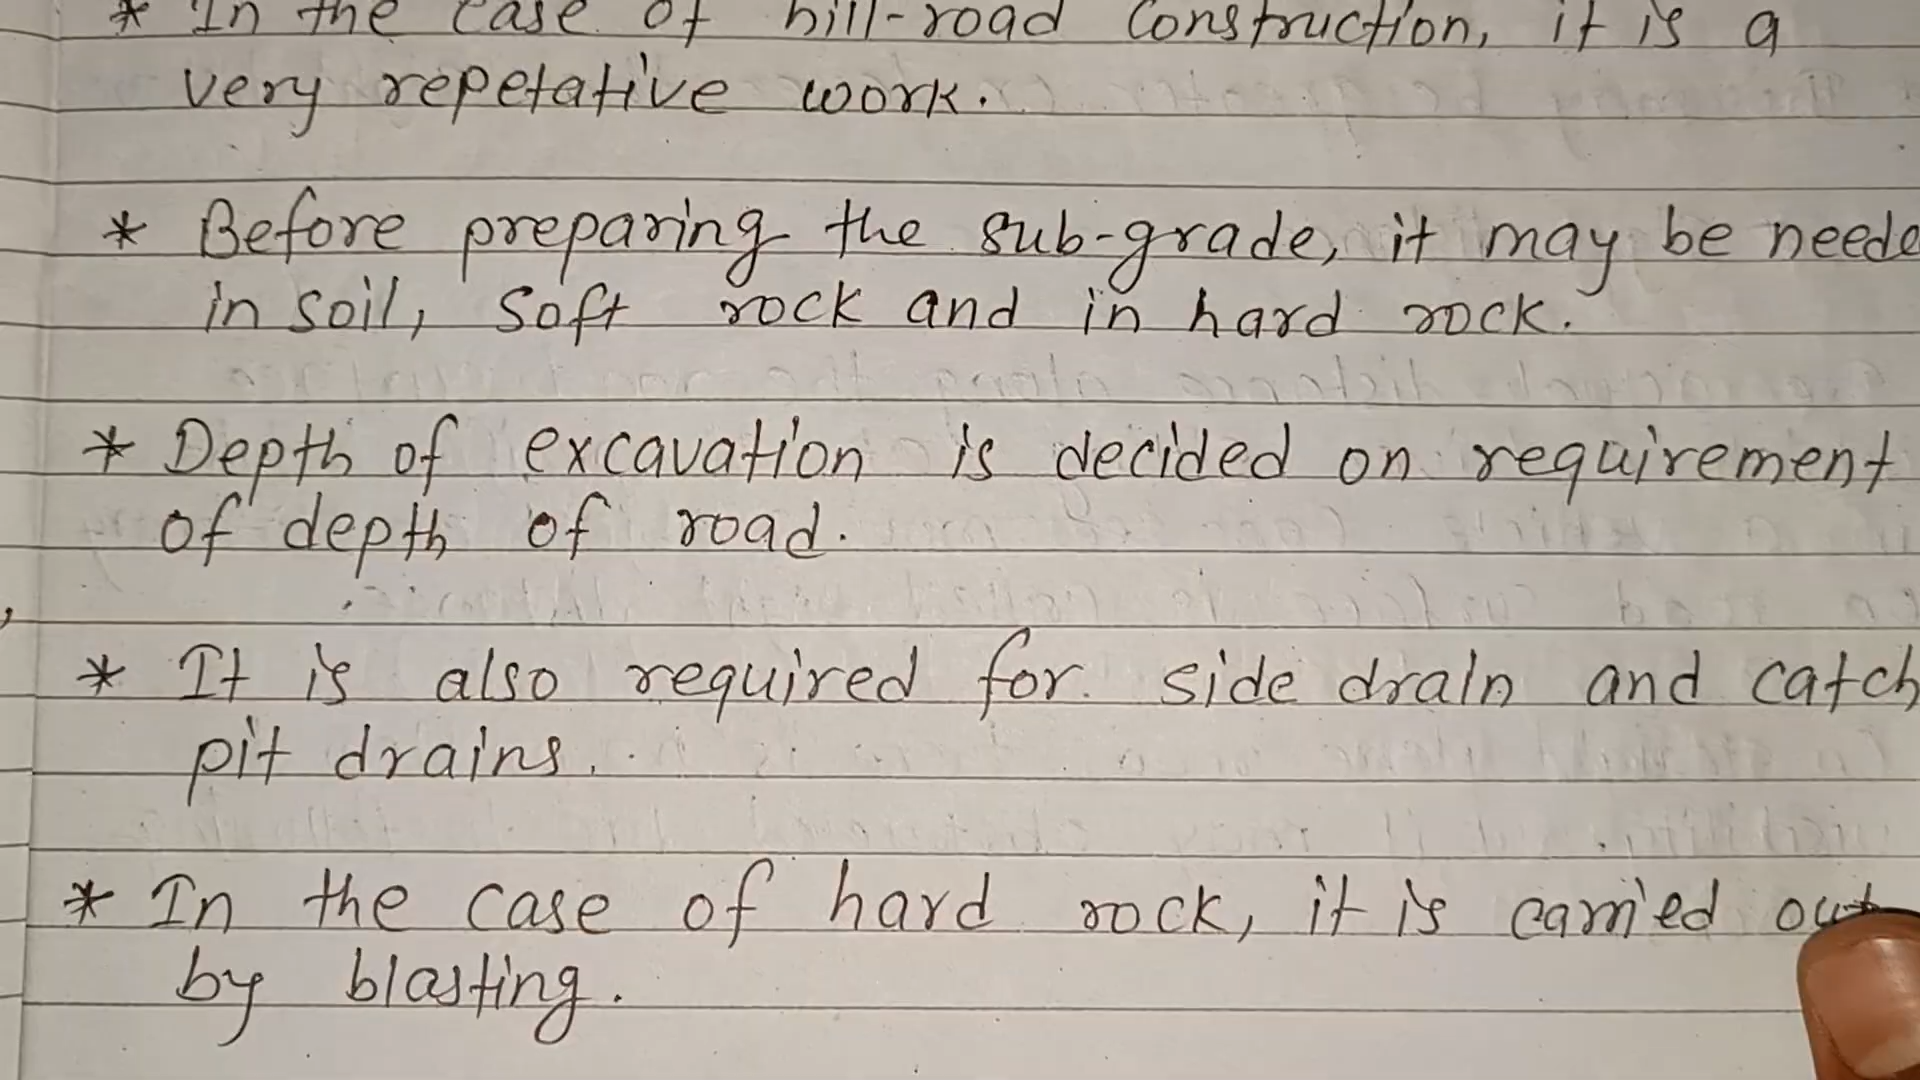 * In the case of hill-road construction, it is a
very repetative work.
* Before preparing the sub-grade, it may be neede
in soil, soft rock and in hard rock.
* Depth of excavation is decided on requirement
of depth of road.
* It is also required for side drain and catch
pit drains.
* In the case of hard rock, it is carried out
by blasting.